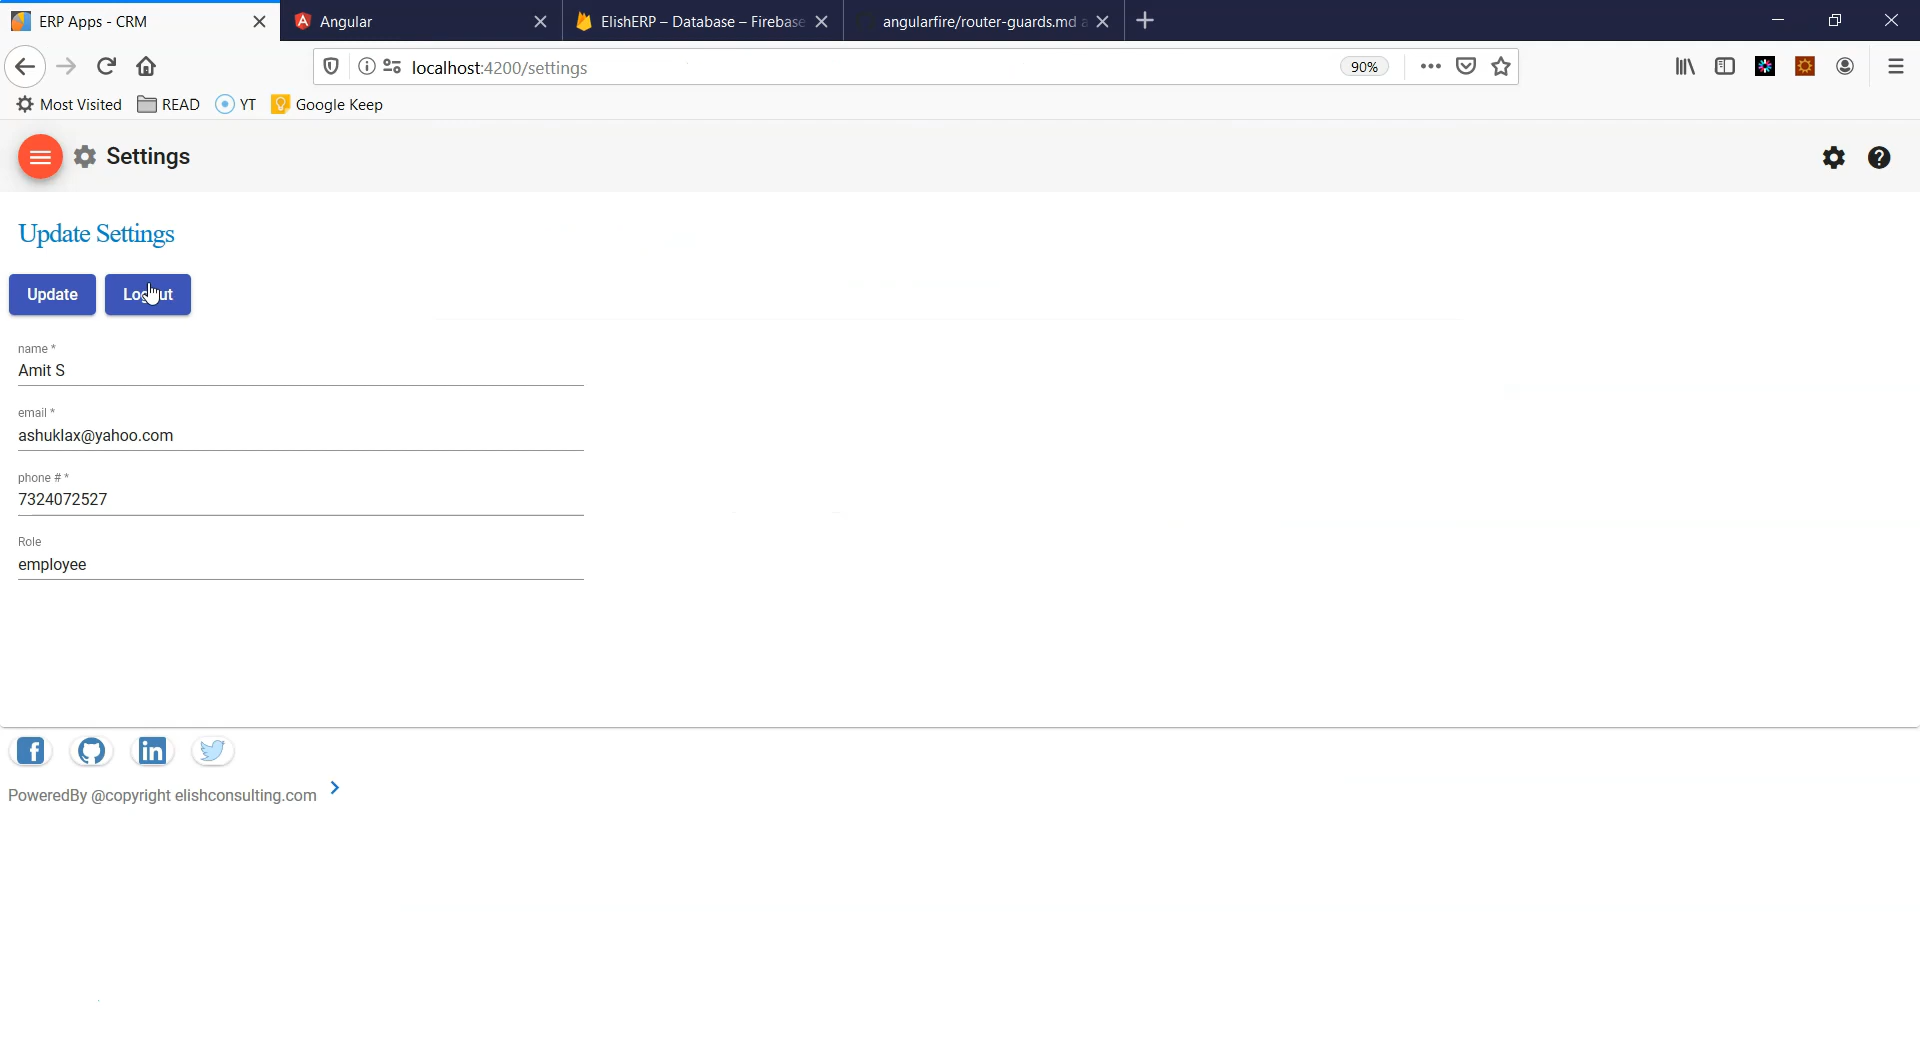 ERP Apps - CRM
Angular
ElishERP – Database – Firebase
angularfire/router-guards.md a
localhost:4200/settings
90%
Most Visited
READ
YT
Google Keep
Settings
Update Settings
Update
Logout
name *
Amit S
email *
ashuklax@yahoo.com
phone # *
7324072527
Role
employee
PoweredBy @copyright elishconsulting.com